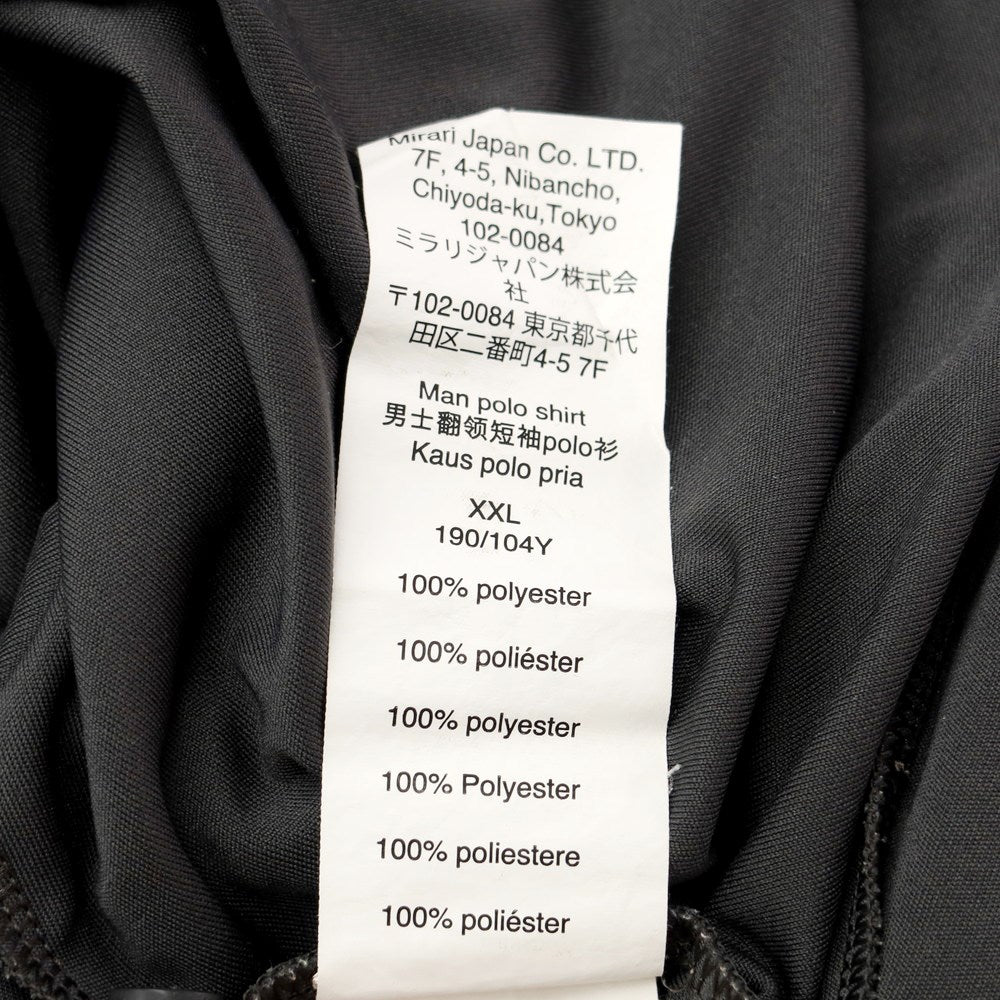 Mirari Japan Co. LTD.
7F, 4-5, Nibancho,
Chiyoda-ku,Tokyo
102-0084
ミラリジャパン株式会
社
〒102-0084 東京都千代
田区二番町4-5 7F
Man polo shirt
男士翻领短袖polo衫
Kaus polo pria
XXL
190/104Y
100% polyester
100% poliéster
100% polyester
100% Polyester
100% poliestere
100% poliéster